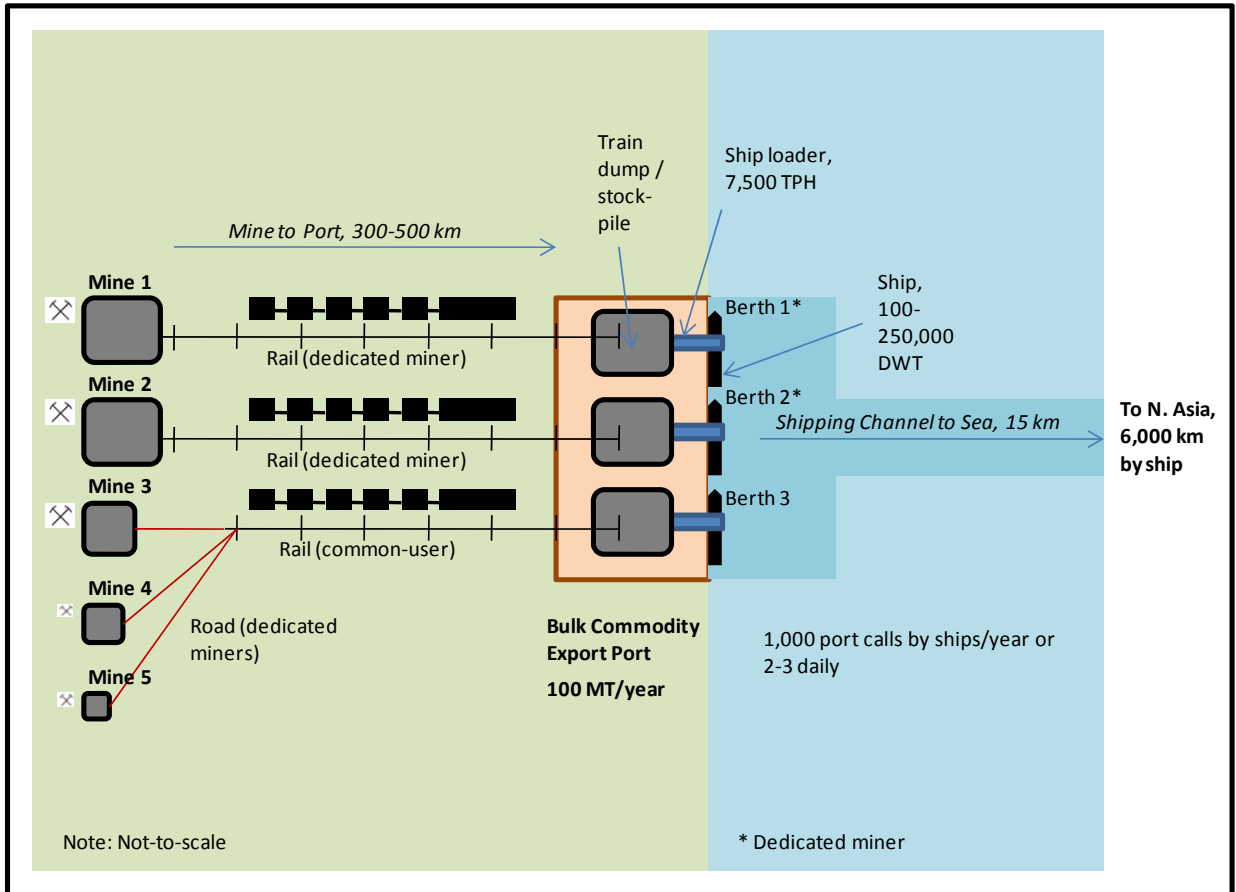 Train
dump /
stock-
pile
Ship loader,
7,500 TPH
Mine to Port, 300-500 km
Ship,
100-
250,000
DWT
Mine 1
Berth 1*
Rail (dedicated miner)
Mine 2
Berth 2*
Shipping Channel to Sea, 15 km
To N. Asia,
6,000 km
by ship
Rail (dedicated miner)
Mine 3
Berth 3
Rail (common-user)
Mine 4
Road (dedicated
miners)
Mine 5
Bulk Commodity
Export Port
100 MT/year
1,000 port calls by ships/year or
2-3 daily
Note: Not-to-scale
* Dedicated miner